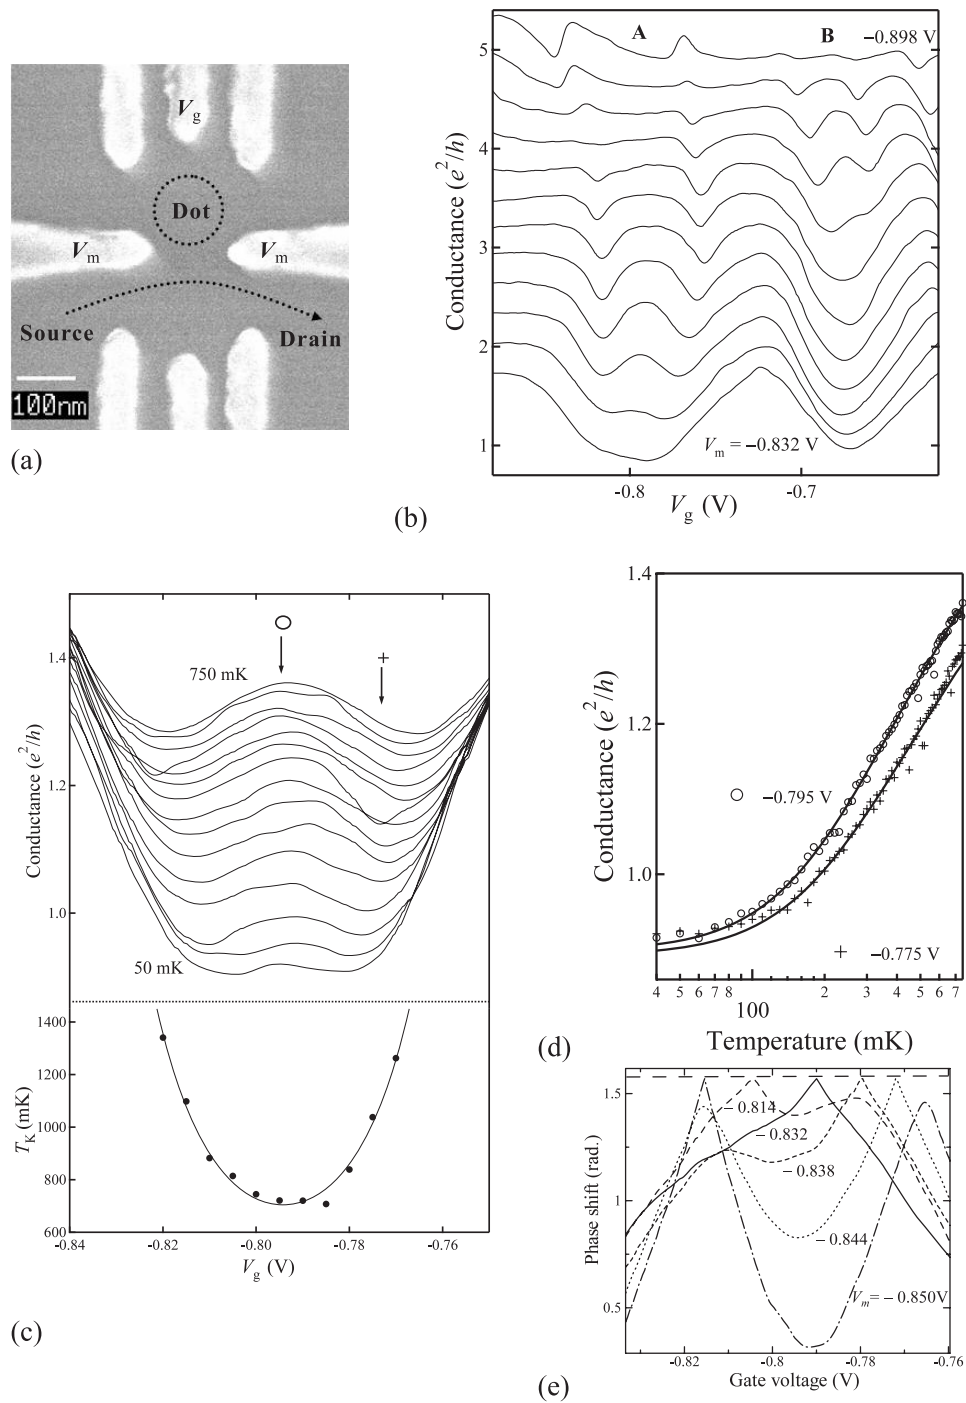 V_g
Dot
V_m
V_m
Source
Drain
100nm
(a)
Conductance (e²/h)
5
4
3
2
1
A
B
−0.898 V
V_m = −0.832 V
-0.8
-0.7
V_g (V)
(b)
Conductance (e²/h)
1.4
1.2
1.0
750 mK
50 mK
T_K (mK)
1400
1200
1000
800
600
-0.84
-0.82
-0.80
-0.78
-0.76
V_g (V)
(c)
Conductance (e²/h)
1.4
1.2
1.0
−0.795 V
−0.775 V
4 5 6 7 8 2 3 4 5 6 7
100
Temperature (mK)
(d)
Phase shift (rad.)
1.5
1
0.5
−0.814
−0.832
−0.838
−0.844
V_m = −0.850V
-0.82
-0.8
-0.78
-0.76
Gate voltage (V)
(e)